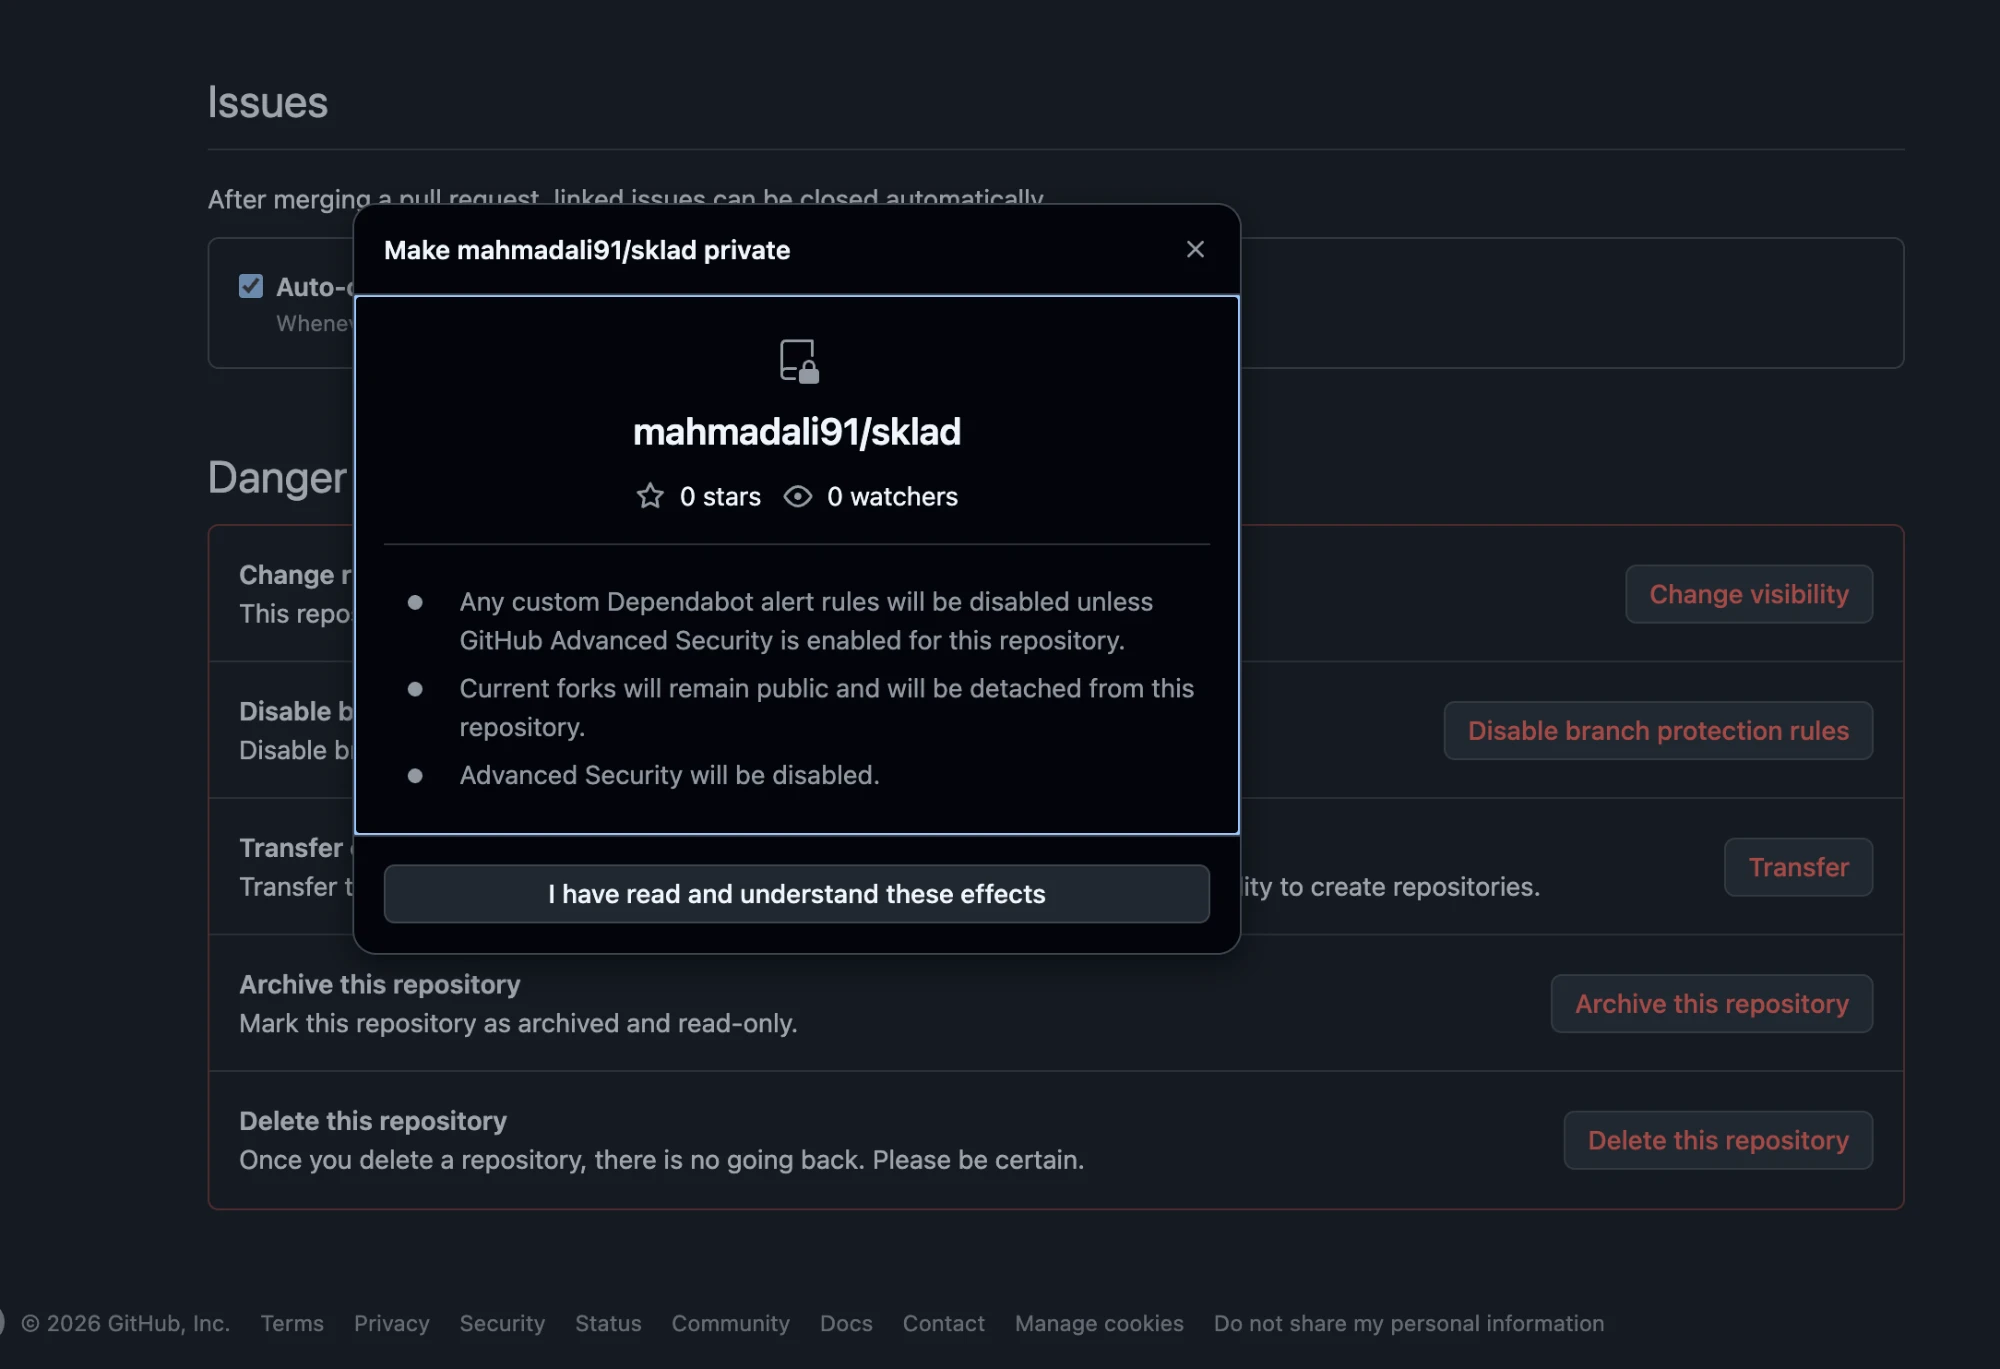 Issues
After merging a pull request, linked issues can be closed automatically
Make mahmadali91/sklad private
Auto-
Whenev
mahmadali91/sklad
0 stars 0 watchers
Danger
Any custom Dependabot alert rules will be disabled unless
GitHub Advanced Security is enabled for this repository.
Current forks will remain public and will be detached from this
repository.
Advanced Security will be disabled.
I have read and understand these effects
Change r
This repo
Change visibility
Disable b
Disable br
Disable branch protection rules
Transfer
Transfer t
lity to create repositories.
Transfer
Archive this repository
Mark this repository as archived and read-only.
Archive this repository
Delete this repository
Once you delete a repository, there is no going back. Please be certain.
Delete this repository
© 2026 GitHub, Inc. Terms Privacy Security Status Community Docs Contact Manage cookies Do not share my personal information